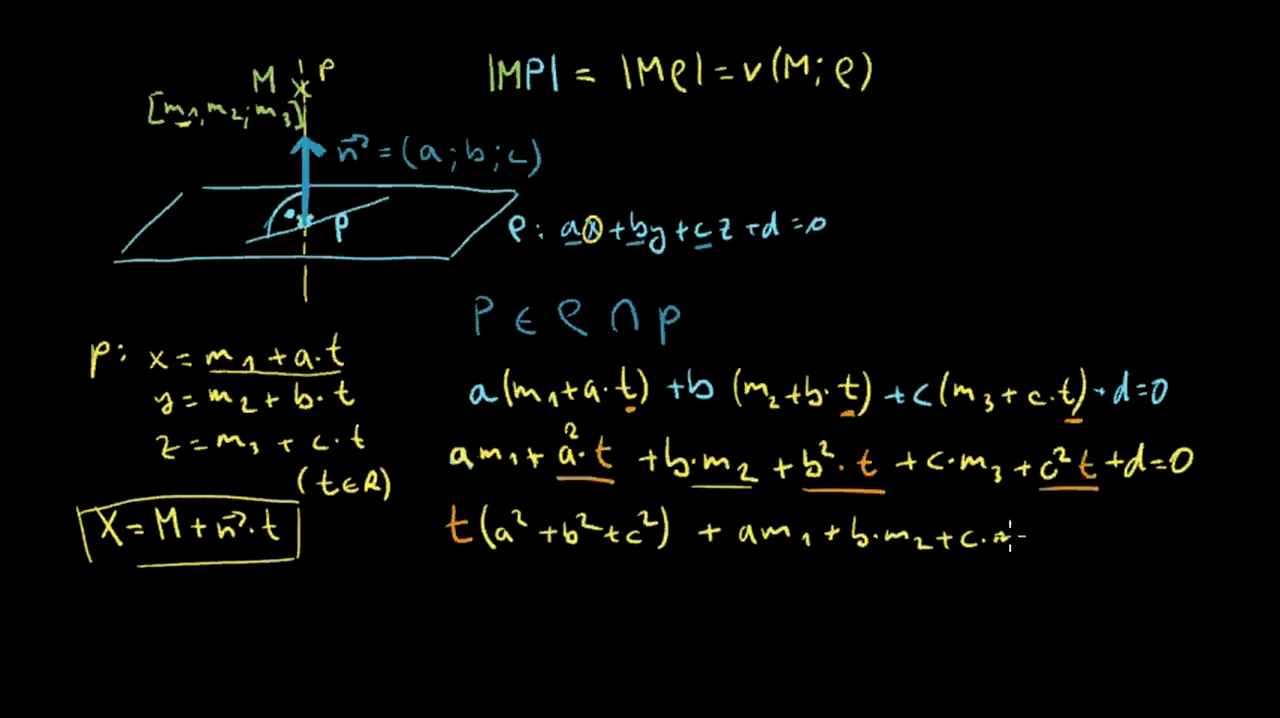 |MP| = |Mρ| = v(M; ρ)
M p
[m₁, m₂; m₃]
n⃗ = (a; b; c)
P
ρ: ax + by + cz + d = 0
P ∈ ρ ∩ p
p: x = m₁ + a·t
y = m₂ + b·t
z = m₃ + c·t
(t∈R)
X = M + n⃗·t
a(m₁ + a·t) + b(m₂ + b·t) + c(m₃ + c·t) + d = 0
am₁ + a²·t + b·m₂ + b²·t + c·m₃ + c²t + d = 0
t(a² + b² + c²) + am₁ + b·m₂ + c·